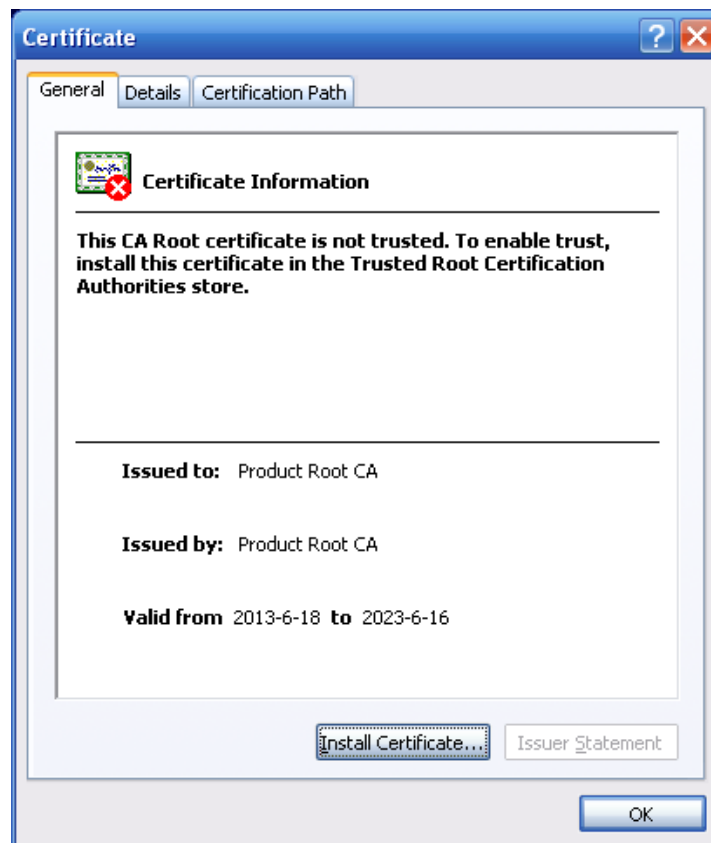 Certificate
General Details Certification Path
Certificate Information
This CA Root certificate is not trusted. To enable trust,
install this certificate in the Trusted Root Certification
Authorities store.
Issued to: Product Root CA
Issued by: Product Root CA
Valid from 2013-6-18 to 2023-6-16
Install Certificate... Issuer Statement
OK